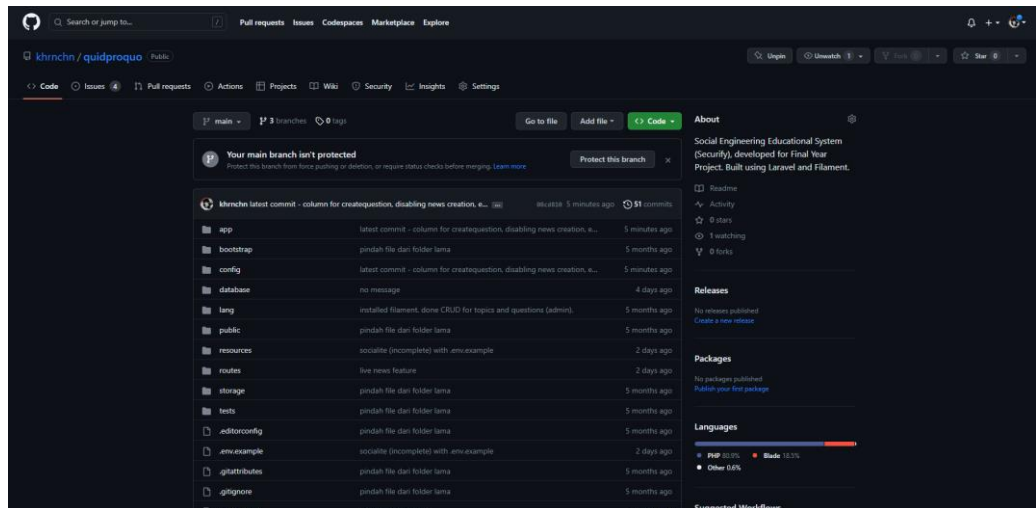 Search or jump to... /
Pull requests Issues Codespaces Marketplace Explore
khrnchn / quidproquo Public
Unpin Unwatch 1 Fork Star 0
Code Issues 4 Pull requests Actions Projects Wiki Security Insights Settings
main 3 branches 0 tags Go to file Add file Code
Your main branch isn't protected
Protect this branch from force pushing or deletion, or require status checks before merging. Learn more
Protect this branch
khrnchn latest commit - column for createquestion, disabling news creation, e... 5 minutes ago 51 commits
app latest commit - column for createquestion, disabling news creation, e... 5 minutes ago
bootstrap pindah file dari folder lama 5 months ago
config latest commit - column for createquestion, disabling news creation, e... 5 minutes ago
database no message 4 days ago
lang installed filament. done CRUD for topics and questions (admin). 5 months ago
public pindah file dari folder lama 5 months ago
resources socialite (incomplete) with .env.example 2 days ago
routes live news feature 2 days ago
storage pindah file dari folder lama 5 months ago
tests pindah file dari folder lama 5 months ago
.editorconfig pindah file dari folder lama 5 months ago
.env.example socialite (incomplete) with .env.example 2 days ago
.gitattributes pindah file dari folder lama 5 months ago
.gitignore pindah file dari folder lama 5 months ago
About
Social Engineering Educational System
(Securify), developed for Final Year
Project. Built using Laravel and Filament.
Readme
Activity
0 stars
1 watching
0 forks
Releases
No releases published
Create a new release
Packages
No packages published
Publish your first package
Languages
PHP 80.9% Blade 18.5%
Other 0.6%
Suggested Workflows